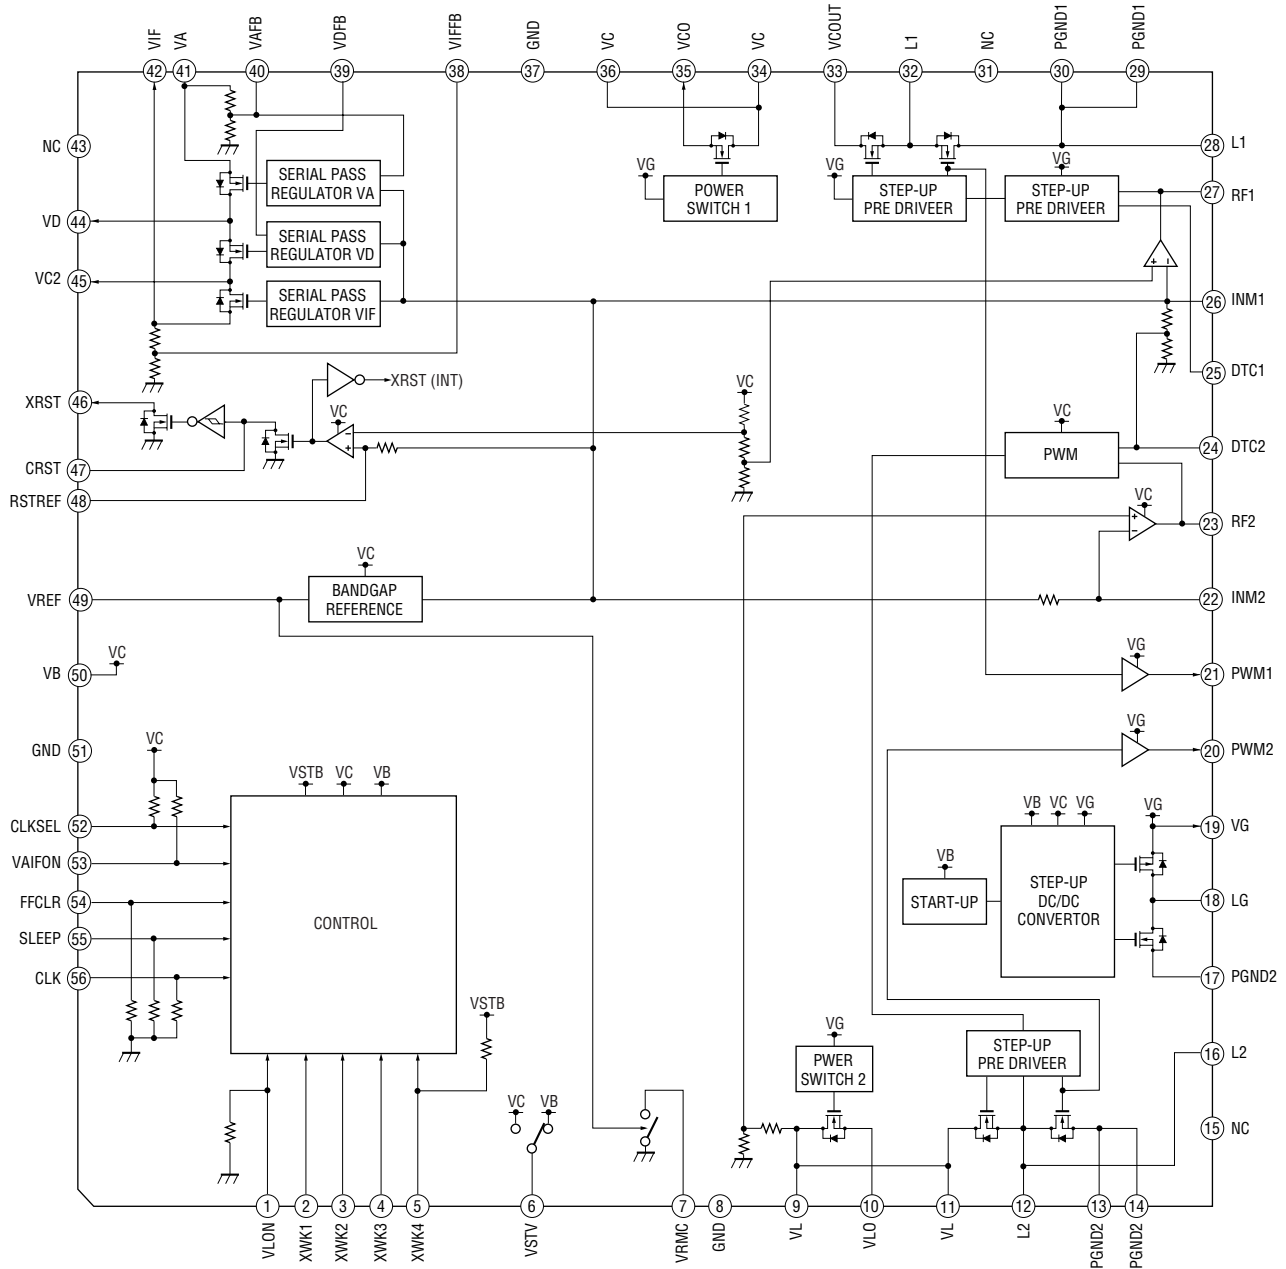 VIF
VA
VAFB
VDFB
VIFFB
GND
VC
VCO
VC
VCOUT
L1
NC
PGND1
PGND1
42
41
40
39
38
37
36
35
34
33
32
31
30
29
NC 43
28 L1
SERIAL PASS
REGULATOR VA
VG
POWER
SWITCH 1
VG
STEP-UP
PRE DRIVEER
VG
STEP-UP
PRE DRIVEER
27 RF1
VD 44
SERIAL PASS
REGULATOR VD
+ −
VC2 45
SERIAL PASS
REGULATOR VIF
26 INM1
25 DTC1
XRST (INT)
VC
XRST 46
VC
−
+
VC
PWM
24 DTC2
CRST 47
RSTREF 48
VC
+
−
23 RF2
VC
VREF 49
BANDGAP
REFERENCE
22 INM2
VC
VB 50
VG
21 PWM1
GND 51
VG
20 PWM2
VC
VSTB VC VB
CLKSEL 52
VAIFON 53
FFCLR 54
SLEEP 55
CLK 56
CONTROL
VB VC VG
VG
19 VG
VB
START-UP
STEP-UP
DC/DC
CONVERTOR
18 LG
17 PGND2
VSTB
VG
PWER
SWITCH 2
STEP-UP
PRE DRIVEER
16 L2
VC VB
15 NC
1
2
3
4
5
6
7
8
9
10
11
12
13
14
VLON
XWK1
XWK2
XWK3
XWK4
VSTV
VRMC
GND
VL
VLO
VL
L2
PGND2
PGND2